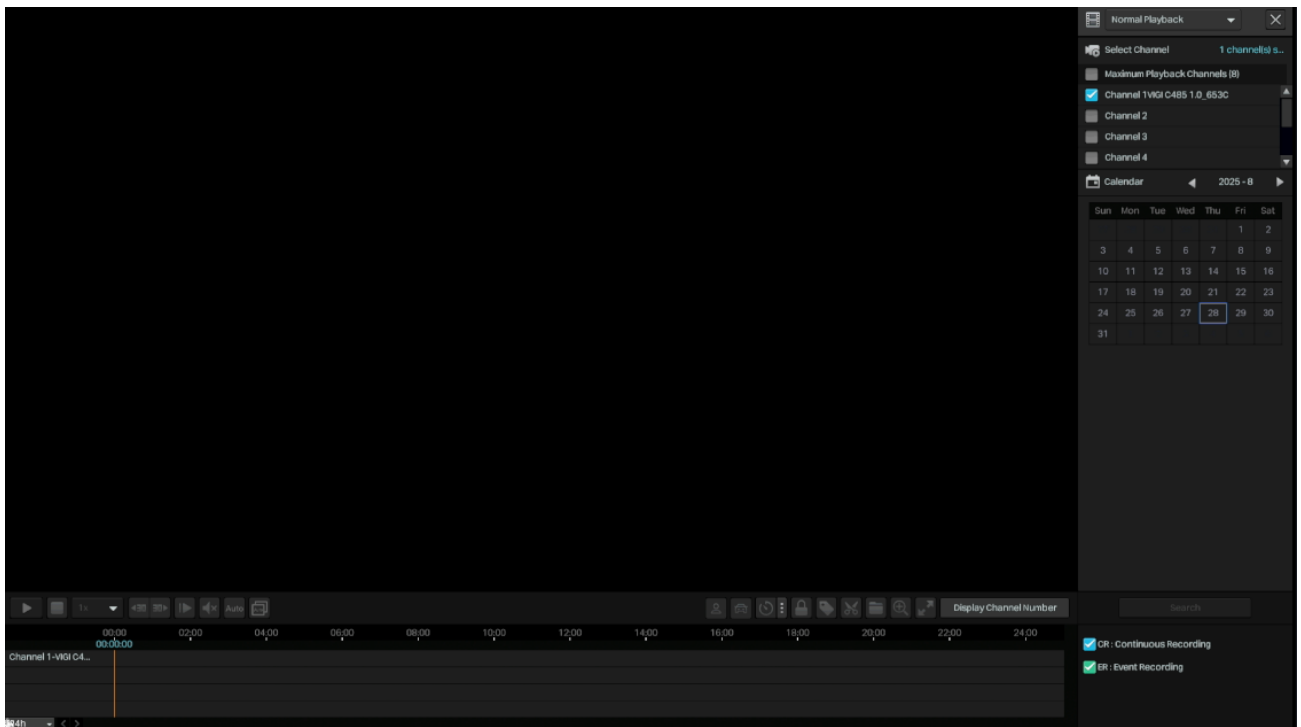 Normal Playback
Select Channel 1 channel(s) s...
Maximum Playback Channels (8)
Channel 1VIGI C485 1.0_653C
Channel 2
Channel 3
Channel 4
Calendar 2025 - 8
Sun Mon Tue Wed Thu Fri Sat
1 2
3 4 5 6 7 8 9
10 11 12 13 14 15 16
17 18 19 20 21 22 23
24 25 26 27 28 29 30
31
1x 30 30 Auto Display Channel Number Search
00:00 02:00 04:00 06:00 08:00 10:00 12:00 14:00 16:00 18:00 20:00 22:00 24:00
00:00:00
Channel 1-VIGI C4...
CR : Continuous Recording
ER : Event Recording